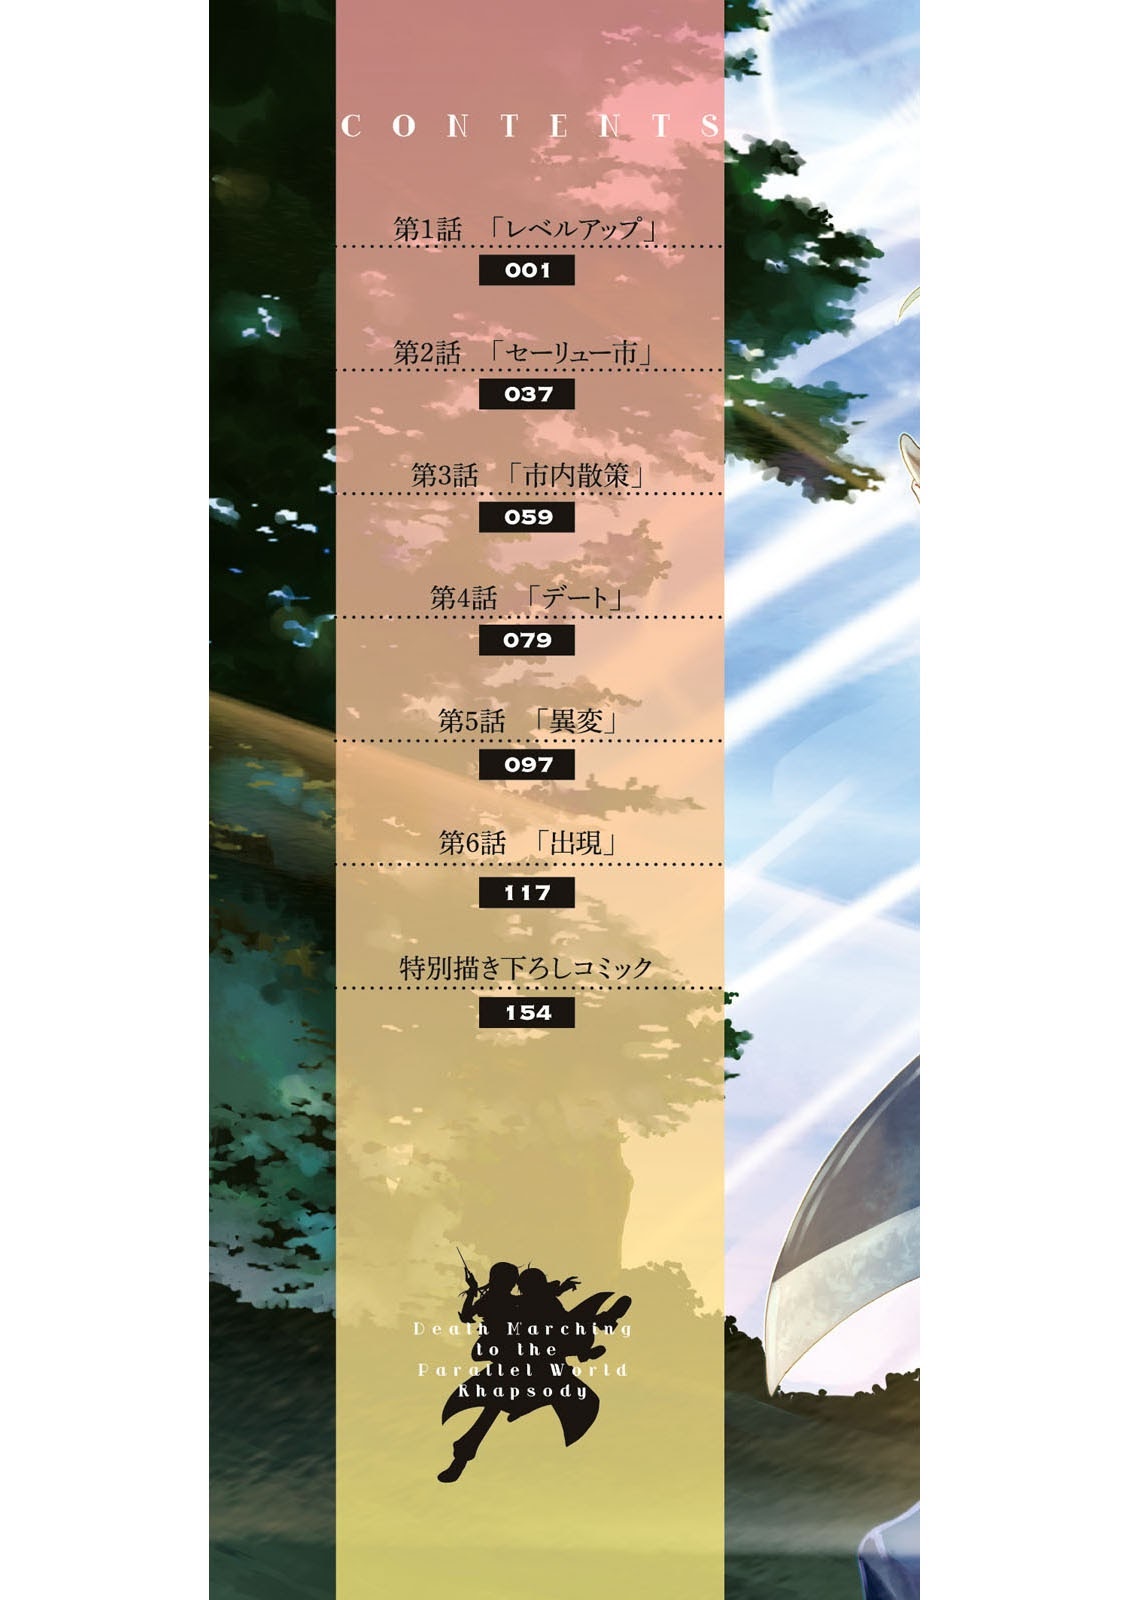 CONTENTS
第1話 「レベルアップ」
001
第2話 「セーリュー市」
037
第3話 「市内散策」
059
第4話 「デート」
079
第5話 「異変」
097
第6話 「出現」
117
特別描き下ろしコミック
154
Death Marching
to the
Parallel World
Rhapsody